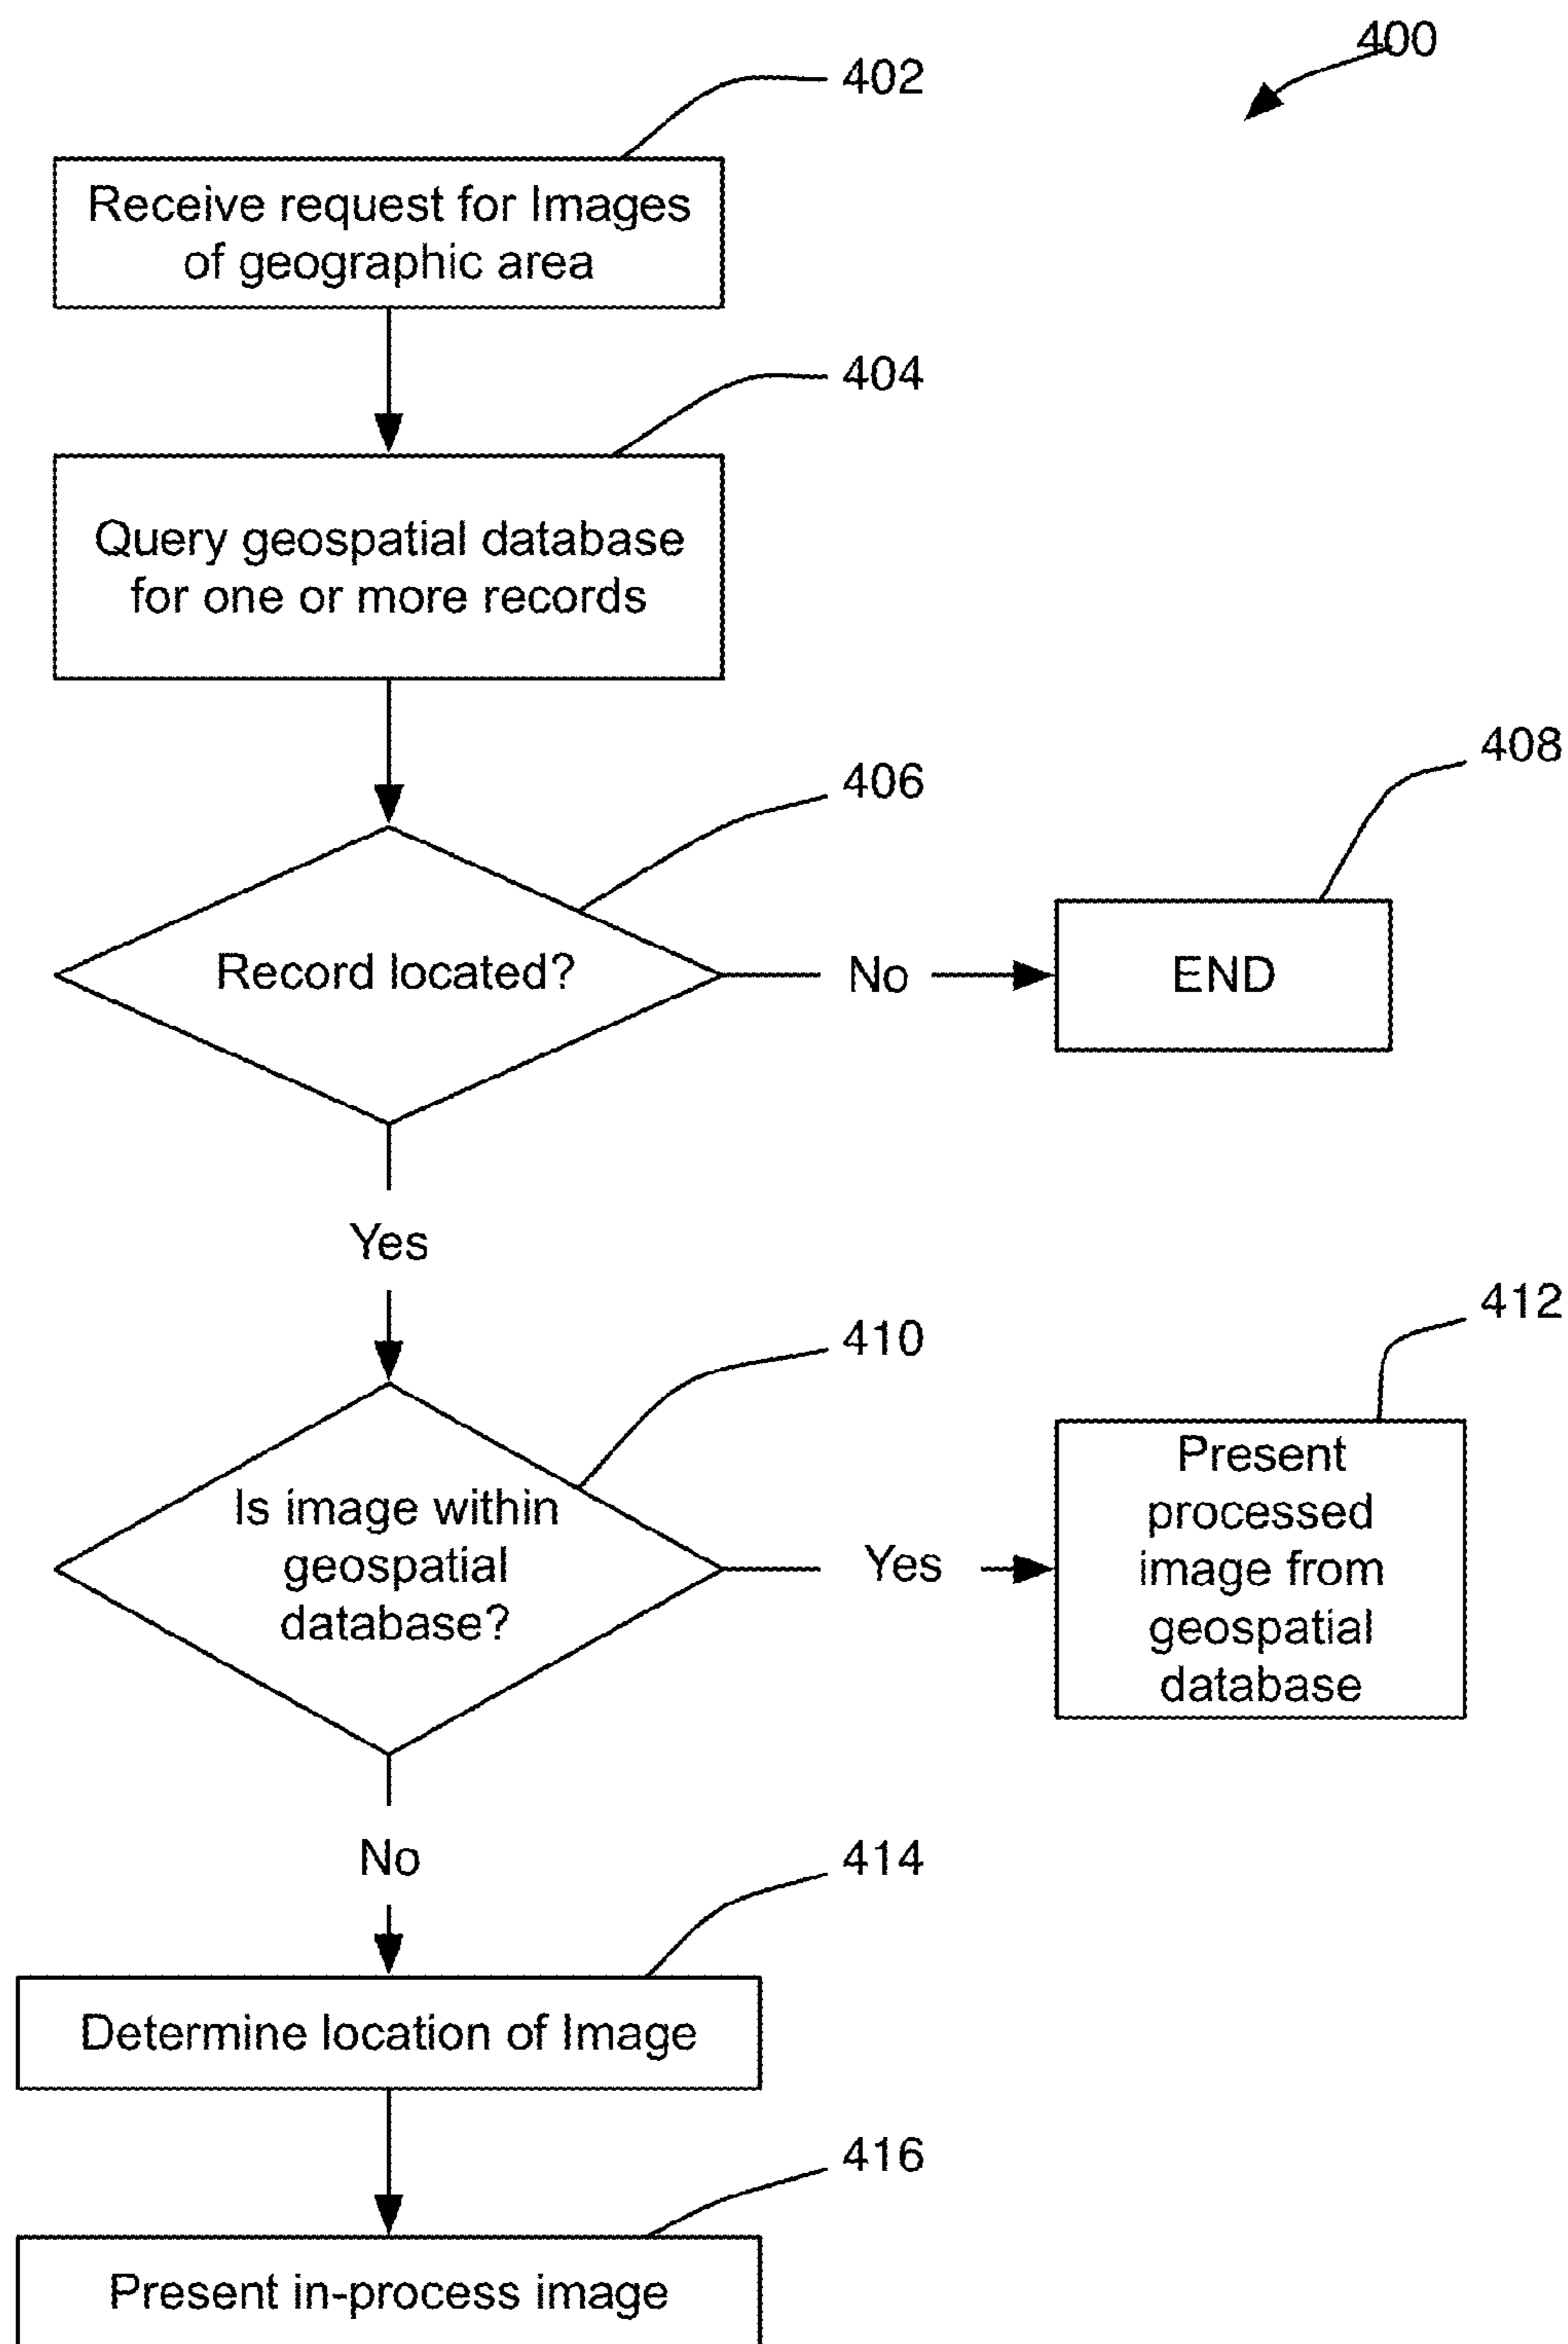 400
402
Receive request for Images
of geographic area
404
Query geospatial database
for one or more records
406
408
Record located?
No
END
Yes
410
412
Is image within
geospatial
database?
Yes
Present
processed
image from
geospatial
database
No
414
Determine location of Image
416
Present in-process image